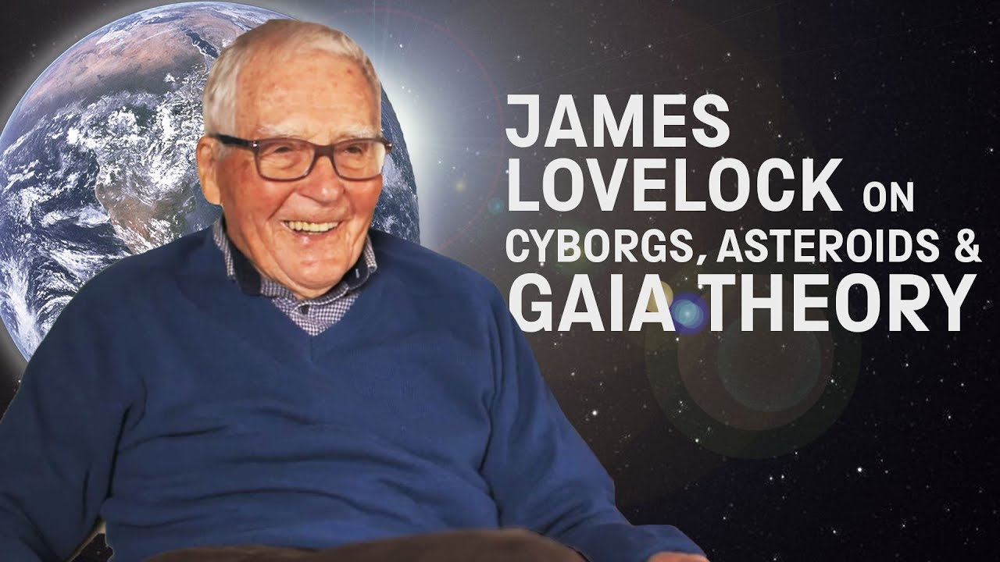 JAMES
LOVELOCK ON
CYBORGS, ASTEROIDS &
GAIA THEORY